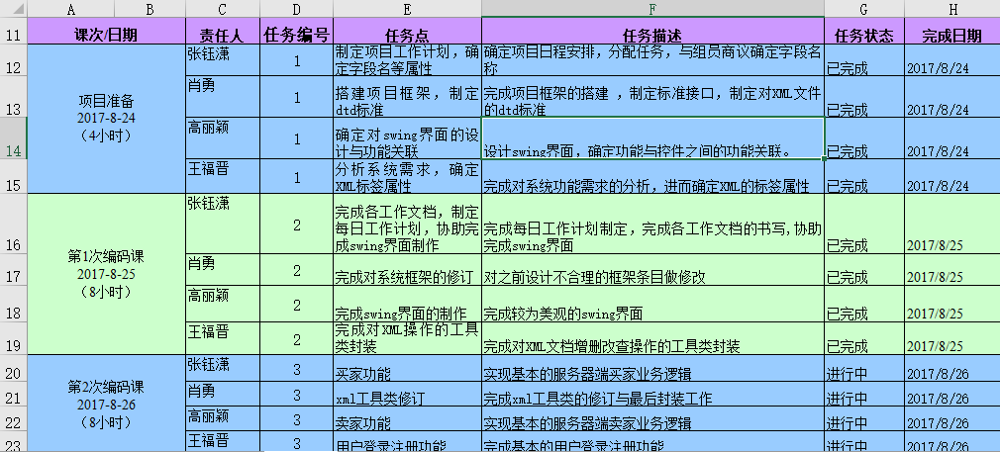 A B C D E F G H
11 课次/日期 责任人 任务编号 任务点 任务描述 任务状态 完成日期
项目准备
2017-8-24
（4小时）
12 张钰潇 1 制定项目工作计划，确 确定项目日程安排，分配任务，与组员商议确定字段名 已完成 2017/8/24
定字段名等属性 称
13 肖勇 1 搭建项目框架，制定 完成项目框架的搭建 ，制定标准接口，制定对XML文件 已完成 2017/8/24
dtd标准 的dtd标准
14 高丽颖 1 确定对swing界面的设 设计swing界面，确定功能与控件之间的功能关联。 已完成 2017/8/24
计与功能关联
15 王福晋 1 分析系统需求，确定 完成对系统功能需求的分析，进而确定XML的标签属性 已完成 2017/8/24
XML标签属性
第1次编码课
2017-8-25
（8小时）
16 张钰潇 2 完成各工作文档，制定 完成每日工作计划制定，完成各工作文档的书写,协助 已完成 2017/8/25
每日工作计划，协助完 完成swing界面
成swing界面制作
17 肖勇 2 完成对系统框架的修订 对之前设计不合理的框架条目做修改 已完成 2017/8/25
18 高丽颖 2 完成swing界面的制作 完成较为美观的swing界面 已完成 2017/8/25
19 王福晋 2 完成对XML操作的工具 完成对XML文档增删改查操作的工具类封装 已完成 2017/8/25
类封装
第2次编码课
2017-8-26
（8小时）
20 张钰潇 3 买家功能 实现基本的服务器端买家业务逻辑 进行中 2017/8/26
21 肖勇 3 xml工具类修订 完成xml工具类的修订与最后封装工作 进行中 2017/8/26
22 高丽颖 3 卖家功能 实现基本的服务器端卖家业务逻辑 进行中 2017/8/26
23 王福晋 3 用户登录注册功能 完成基本的用户登录注册功能 进行中 2017/8/26